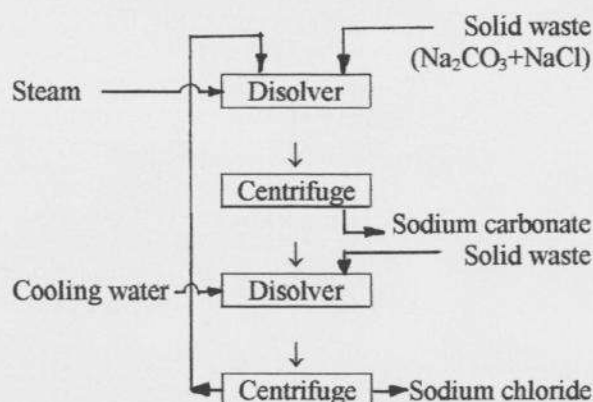 Solid waste
(Na₂CO₃+NaCl)
Steam
Disolver
Centrifuge
Sodium carbonate
Solid waste
Cooling water
Disolver
Centrifuge
Sodium chloride